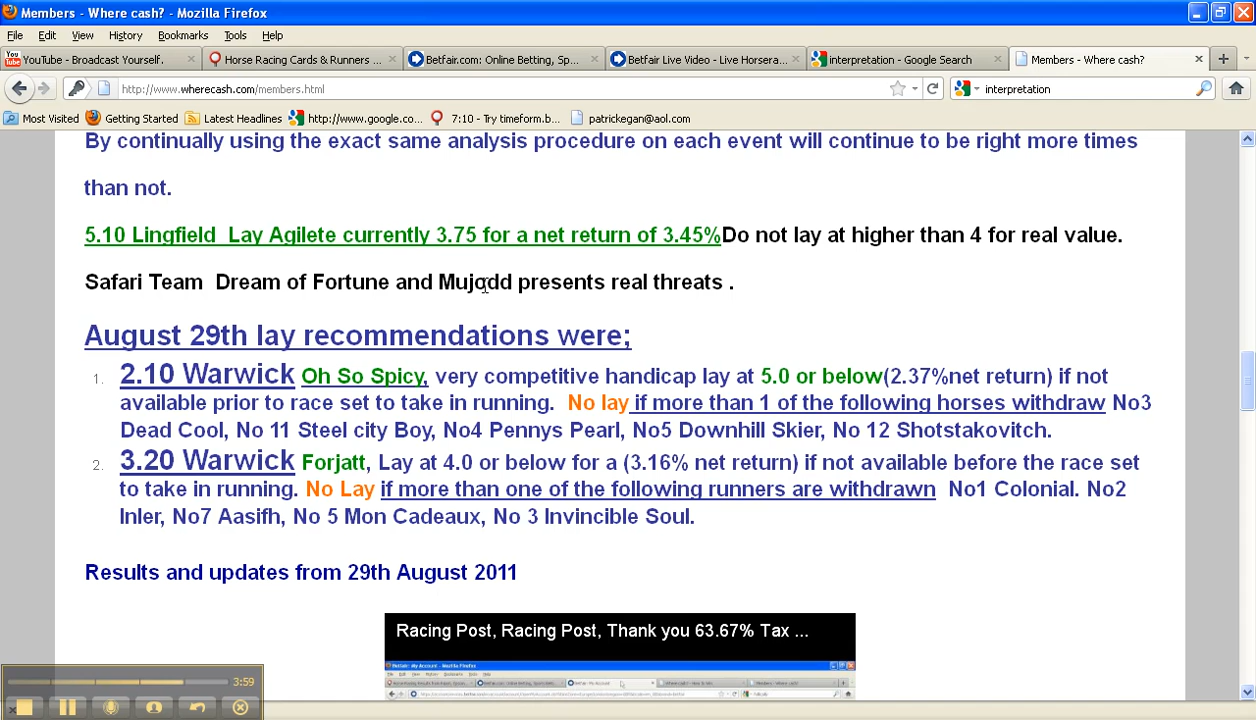 Members - Where cash? - Mozilla Firefox
File Edit View History Bookmarks Tools Help
YouTube - Broadcast Yourself. Horse Racing Cards & Runners ... Betfair.com: Online Betting, Sp... Betfair Live Video - Live Horsera... interpretation - Google Search Members - Where cash?
http://www.wherecash.com/members.html interpretation
Most Visited Getting Started Latest Headlines http://www.google.co... 7:10 - Try timeform.b... patrickegan@aol.com
By continually using the exact same analysis procedure on each event will continue to be right more times
than not.
5.10 Lingfield Lay Agilete currently 3.75 for a net return of 3.45%Do not lay at higher than 4 for real value.
Safari Team Dream of Fortune and Mujodd presents real threats .
August 29th lay recommendations were;
1. 2.10 Warwick Oh So Spicy, very competitive handicap lay at 5.0 or below(2.37%net return) if not
available prior to race set to take in running. No lay if more than 1 of the following horses withdraw No3
Dead Cool, No 11 Steel city Boy, No4 Pennys Pearl, No5 Downhill Skier, No 12 Shotstakovitch.
2. 3.20 Warwick Forjatt, Lay at 4.0 or below for a (3.16% net return) if not available before the race set
to take in running. No Lay if more than one of the following runners are withdrawn No1 Colonial. No2
Inler, No7 Aasifh, No 5 Mon Cadeaux, No 3 Invincible Soul.
Results and updates from 29th August 2011
Racing Post, Racing Post, Thank you 63.67% Tax ...
3:59